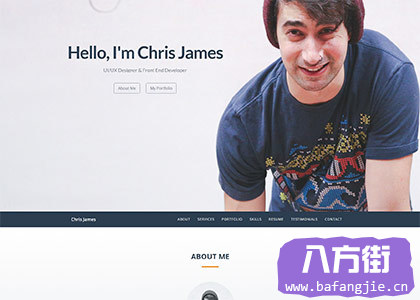 Hello, I'm Chris James
UI/UX Designer & Front End Developer
About Me
My Portfolio
Chris James
ABOUT SERVICES PORTFOLIO SKILLS RESUME TESTIMONIALS CONTACT
ABOUT ME
八方街
www.bafangjie.cn